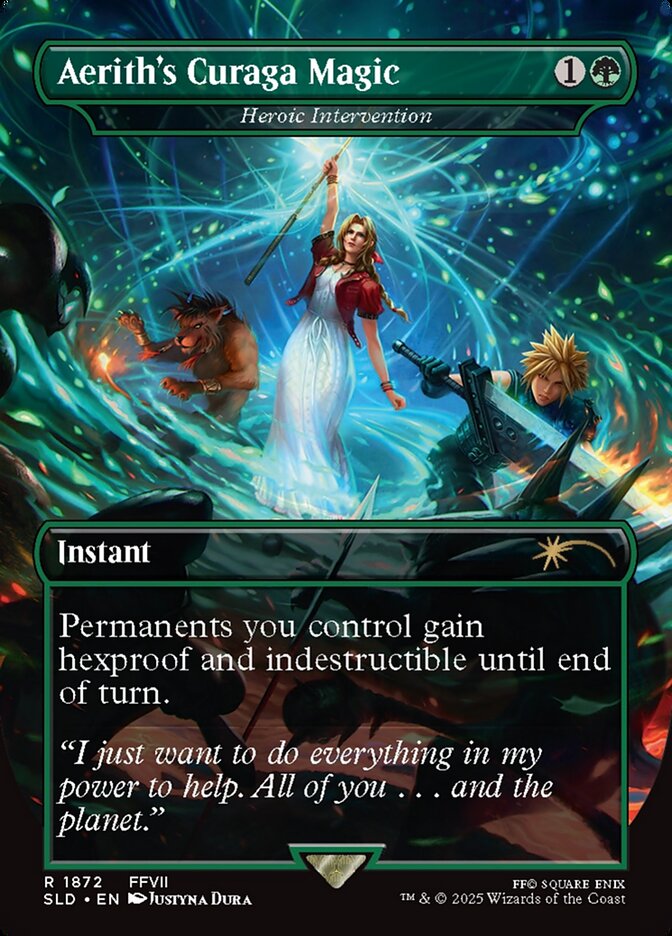 Aerith's Curaga Magic 1
Heroic Intervention
Instant
Permanents you control gain
hexproof and indestructible until end
of turn.
“I just want to do everything in my
power to help. All of you . . . and the
planet.”
R 1872 FFVII FF© SQUARE ENIX
SLD • EN Justyna Dura ™ & © 2025 Wizards of the Coast